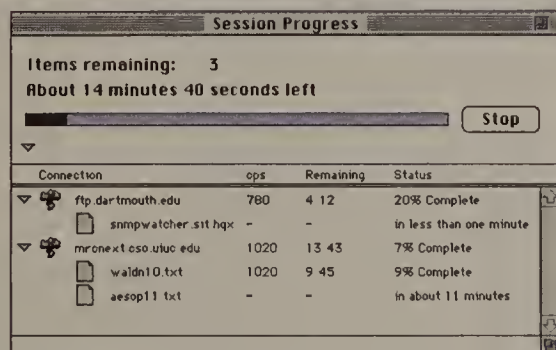 Session Progress
Items remaining: 3
About 14 minutes 40 seconds left
Stop
Connection cps Remaining Status
ftp.dartmouth.edu 780 4 12 20% Complete
snmpwatcher.sit.hqx - - in less than one minute
mrcnext.cso.uiuc.edu 1020 13 43 7% Complete
waldn10.txt 1020 9 45 9% Complete
aesop11 txt - - in about 11 minutes